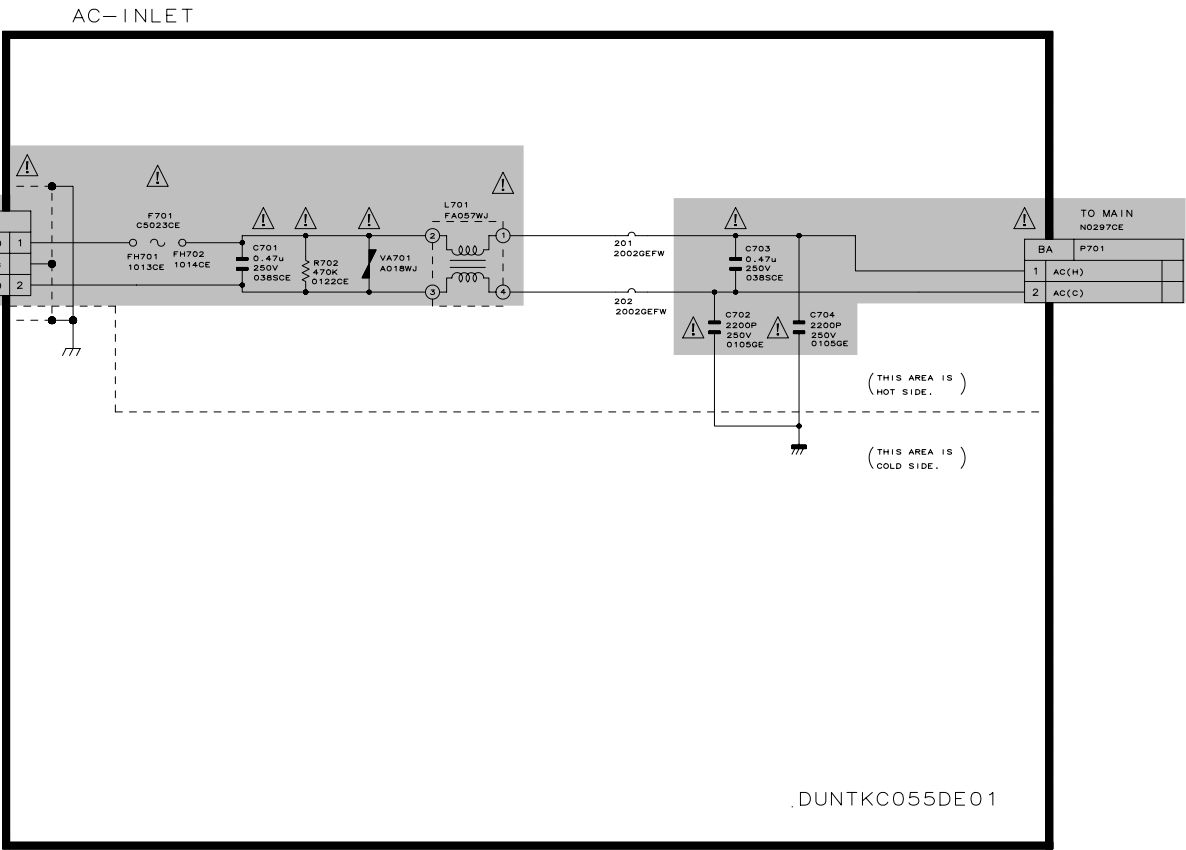 AC-INLET
TO MAIN
N0297CE
BA P701
1 AC(H)
2 AC(C)
1
2
F701
C5023CE
FH701
1013CE
FH702
1014CE
C701
0.47u
250V
038SCE
R702
470K
0122CE
VA701
A018WJ
L701
FA057WJ
2
1
3
4
201
2002GEFW
202
2002GEFW
C703
0.47u
250V
038SCE
C702
2200P
250V
0105GE
C704
2200P
250V
0105GE
(THIS AREA IS
HOT SIDE.)
(THIS AREA IS
COLD SIDE.)
DUNTKC055DE01